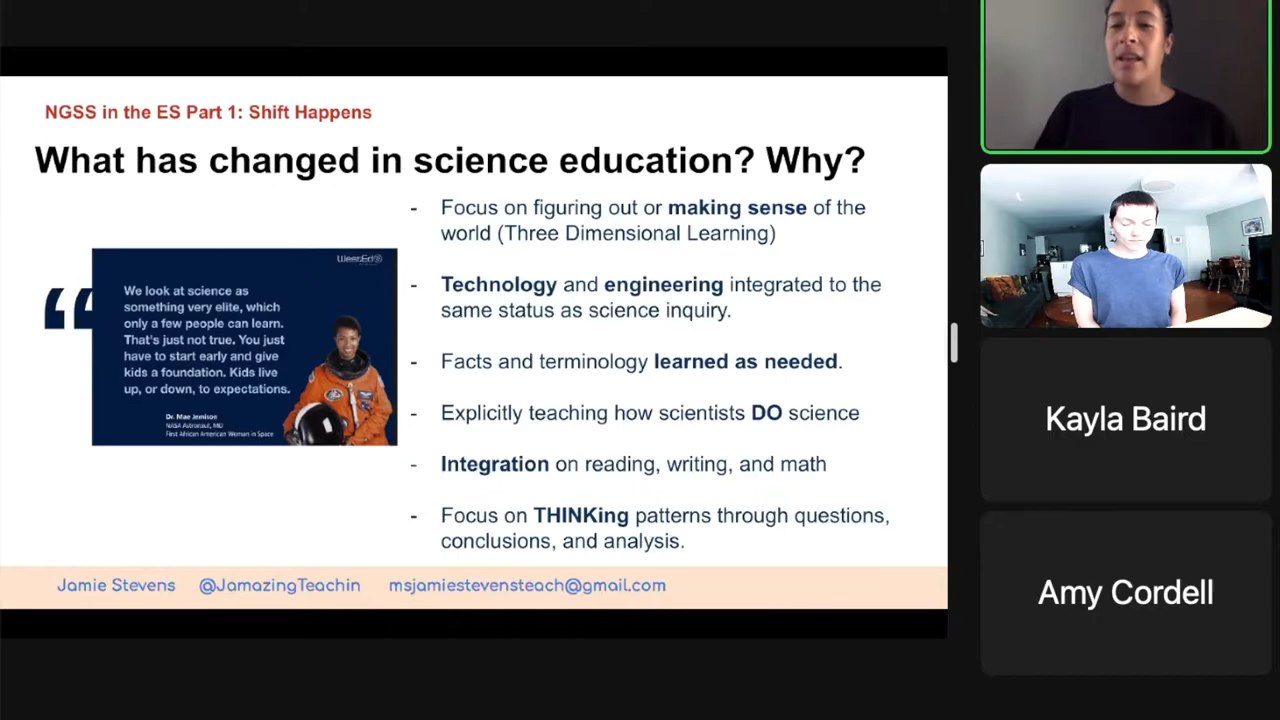 NGSS in the ES Part 1: Shift Happens
What has changed in science education? Why?
WestEd
“
We look at science as
something very elite, which
only a few people can learn.
That's just not true. You just
have to start early and give
kids a foundation. Kids live
up, or down, to expectations.
Dr. Mae Jemison
NASA Astronaut, MD
First African American Woman in Space
- Focus on figuring out or making sense of the
world (Three Dimensional Learning)
- Technology and engineering integrated to the
same status as science inquiry.
- Facts and terminology learned as needed.
- Explicitly teaching how scientists DO science
- Integration on reading, writing, and math
- Focus on THINKing patterns through questions,
conclusions, and analysis.
Jamie Stevens @JamazingTeachin msjamiestevensteach@gmail.com
Kayla Baird
Amy Cordell